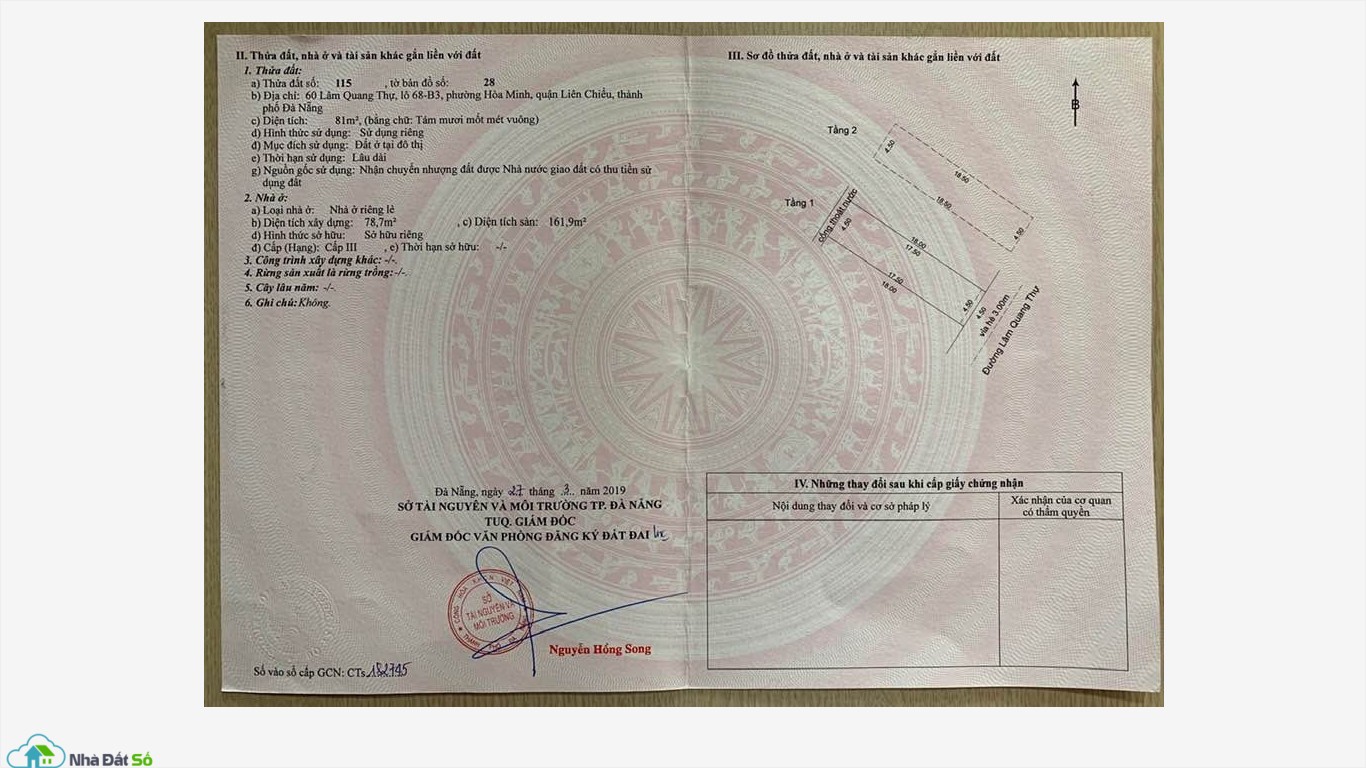 II. Thửa đất, nhà ở và tài sản khác gắn liền với đất
1. Thửa đất:
a) Thửa đất số: 115 , tờ bản đồ số: 28
b) Địa chỉ: 60 Lâm Quang Thự, lô 68-B3, phường Hòa Minh, quận Liên Chiểu, thành
phố Đà Nẵng
c) Diện tích: 81m², (bằng chữ: Tám mươi mốt mét vuông)
d) Hình thức sử dụng: Sử dụng riêng
đ) Mục đích sử dụng: Đất ở tại đô thị
e) Thời hạn sử dụng: Lâu dài
g) Nguồn gốc sử dụng: Nhận chuyển nhượng đất được Nhà nước giao đất có thu tiền sử
dụng đất
2. Nhà ở:
a) Loại nhà ở: Nhà ở riêng lẻ
b) Diện tích xây dựng: 78,7m² , c) Diện tích sàn: 161,9m²
d) Hình thức sở hữu: Sở hữu riêng
đ) Cấp (Hạng): Cấp III , e) Thời hạn sở hữu: -/-
3. Công trình xây dựng khác: -/-.
4. Rừng sản xuất là rừng trồng: -/-.
5. Cây lâu năm: -/-.
6. Ghi chú: Không.
Đà Nẵng, ngày 27 tháng 3.. năm 2019
SỞ TÀI NGUYÊN VÀ MÔI TRƯỜNG TP. ĐÀ NẴNG
TUQ. GIÁM ĐỐC
GIÁM ĐỐC VĂN PHÒNG ĐĂNG KÝ ĐẤT ĐAI
SỞ
TÀI NGUYÊN VÀ
MÔI TRƯỜNG
Nguyễn Hồng Song
Số vào sổ cấp GCN: CTs 182745
III. Sơ đồ thửa đất, nhà ở và tài sản khác gắn liền với đất
B
Tầng 2
4.50
18.50
18.50
4.50
Tầng 1
cống thoát nước
4.50
18.00
17.50
17.50
18.00
4.50
4.50
vỉa hè 3.00m
Đường Lâm Quang Thự
IV. Những thay đổi sau khi cấp giấy chứng nhận
Nội dung thay đổi và cơ sở pháp lý
Xác nhận của cơ quan
có thẩm quyền
Nhà Đất Số